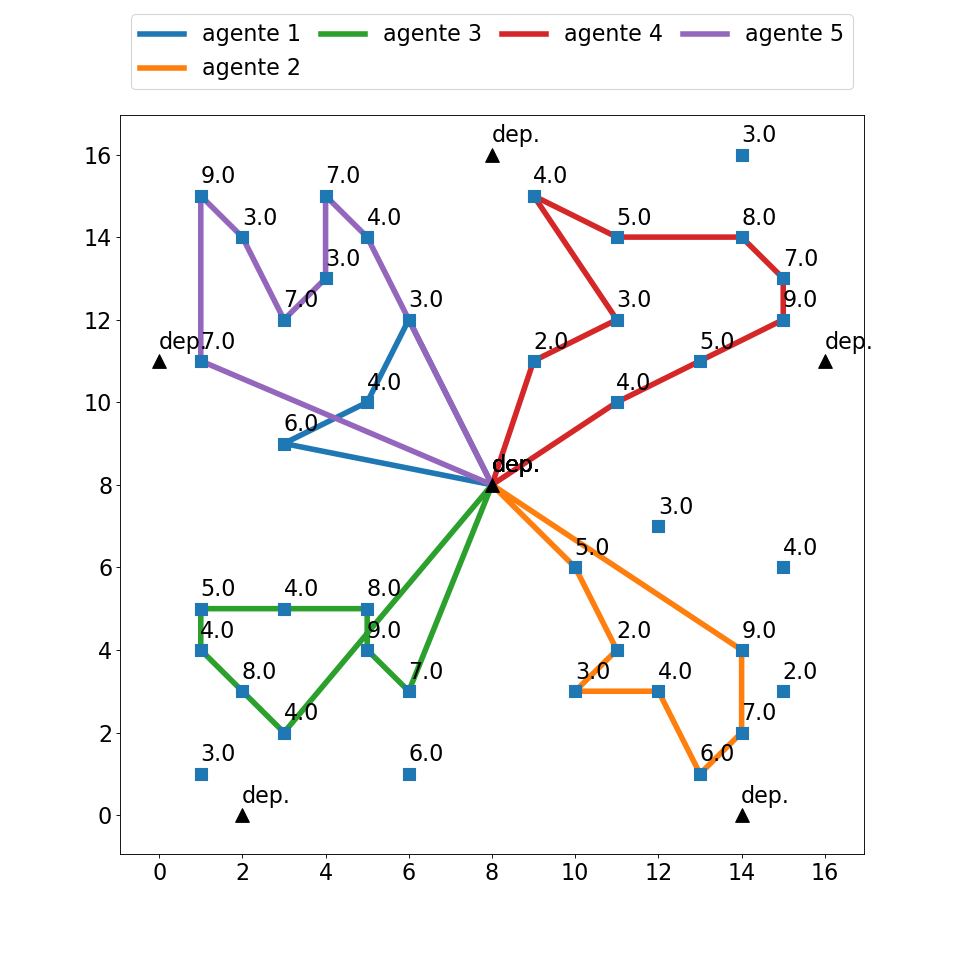 agente 1 agente 3 agente 4 agente 5
agente 2
dep. 3.0
16
9.0 7.0 4.0
3.0 4.0 5.0 8.0
14
3.0 7.0
7.0 3.0 3.0 9.0
12
dep. 7.0 2.0 5.0 dep.
4.0 4.0
10
6.0
dep.
8
3.0
5.0 4.0
6
5.0 4.0 8.0
4.0 9.0 2.0 9.0
4
8.0 7.0 3.0 4.0 2.0
4.0 7.0
2
3.0 6.0 6.0
dep. dep.
0
0 2 4 6 8 10 12 14 16